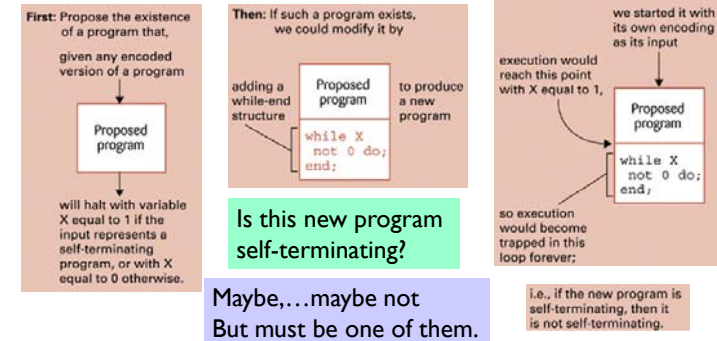 First: Propose the existence
of a program that,
given any encoded
version of a program
Proposed
program
will halt with variable
X equal to 1 if the
input represents a
self-terminating
program, or with X
equal to 0 otherwise.
Then: If such a program exists,
we could modify it by
adding a
while-end
structure
Proposed
program
to produce
a new
program
while X
not 0 do;
end;
Is this new program
self-terminating?
Maybe,…maybe not
But must be one of them.
we started it with
its own encoding
as its input
execution would
reach this point
with X equal to 1,
Proposed
program
while X
not 0 do;
end;
so execution
would become
trapped in this
loop forever;
i.e., if the new program is
self-terminating, then it
is not self-terminating.